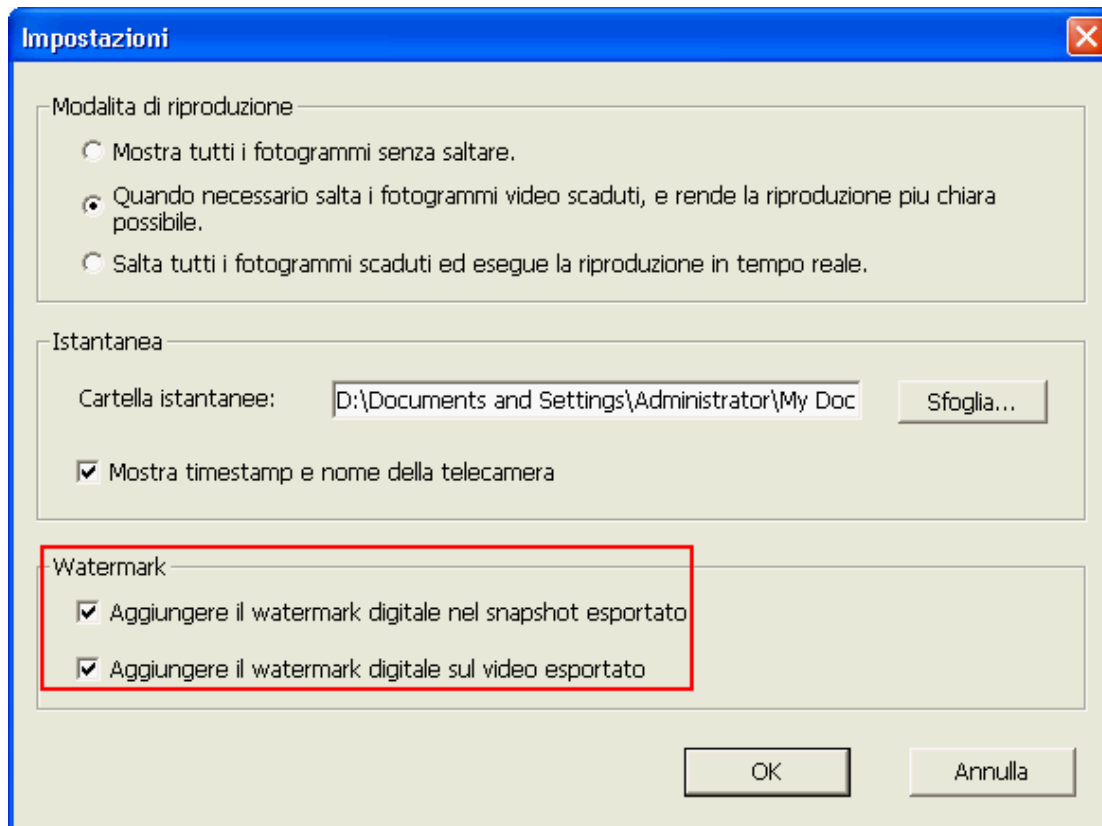 Impostazioni
Modalita di riproduzione
Mostra tutti i fotogrammi senza saltare.
Quando necessario salta i fotogrammi video scaduti, e rende la riproduzione piu chiara
possibile.
Salta tutti i fotogrammi scaduti ed esegue la riproduzione in tempo reale.
Istantanea
Cartella istantanee: D:\Documents and Settings\Administrator\My Doc Sfoglia...
Mostra timestamp e nome della telecamera
Watermark
Aggiungere il watermark digitale nel snapshot esportato
Aggiungere il watermark digitale sul video esportato
OK Annulla